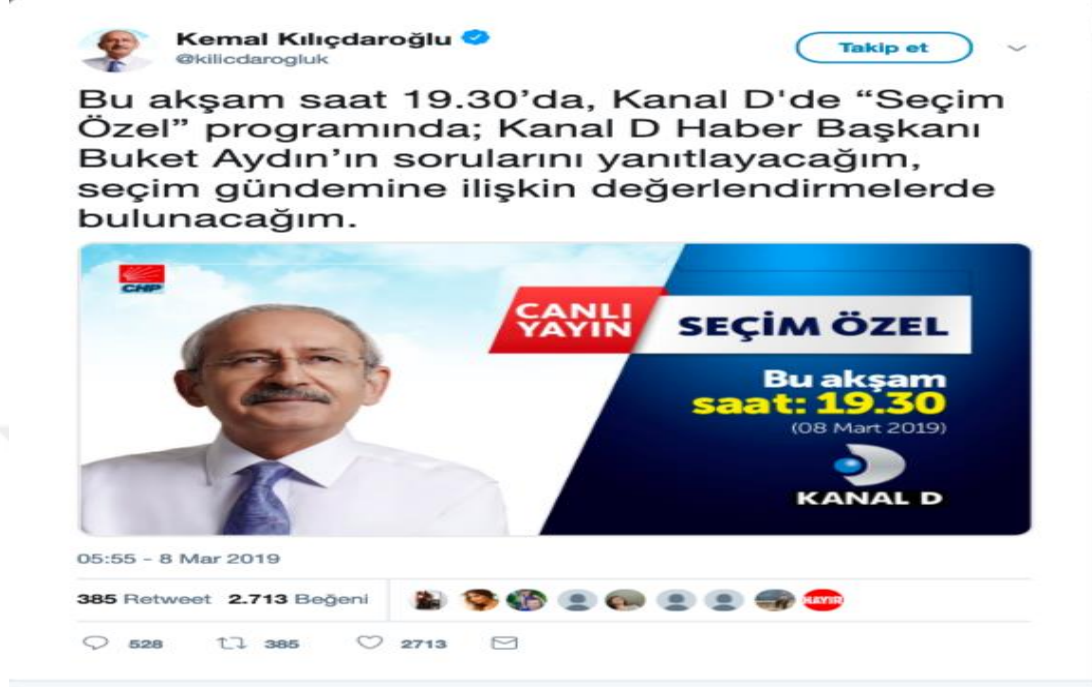 Kemal Kılıçdaroğlu
@kilicdarogluk
Takip et
Bu akşam saat 19.30’da, Kanal D'de “Seçim
Özel” programında; Kanal D Haber Başkanı
Buket Aydın’ın sorularını yanıtlayacağım,
seçim gündemine ilişkin değerlendirmelerde
bulunacağım.
CHP
CANLI
YAYIN
SEÇİM ÖZEL
Bu akşam
saat: 19.30
(08 Mart 2019)
KANAL D
05:55 - 8 Mar 2019
385 Retweet 2.713 Beğeni
HAYIR
528 385 2713